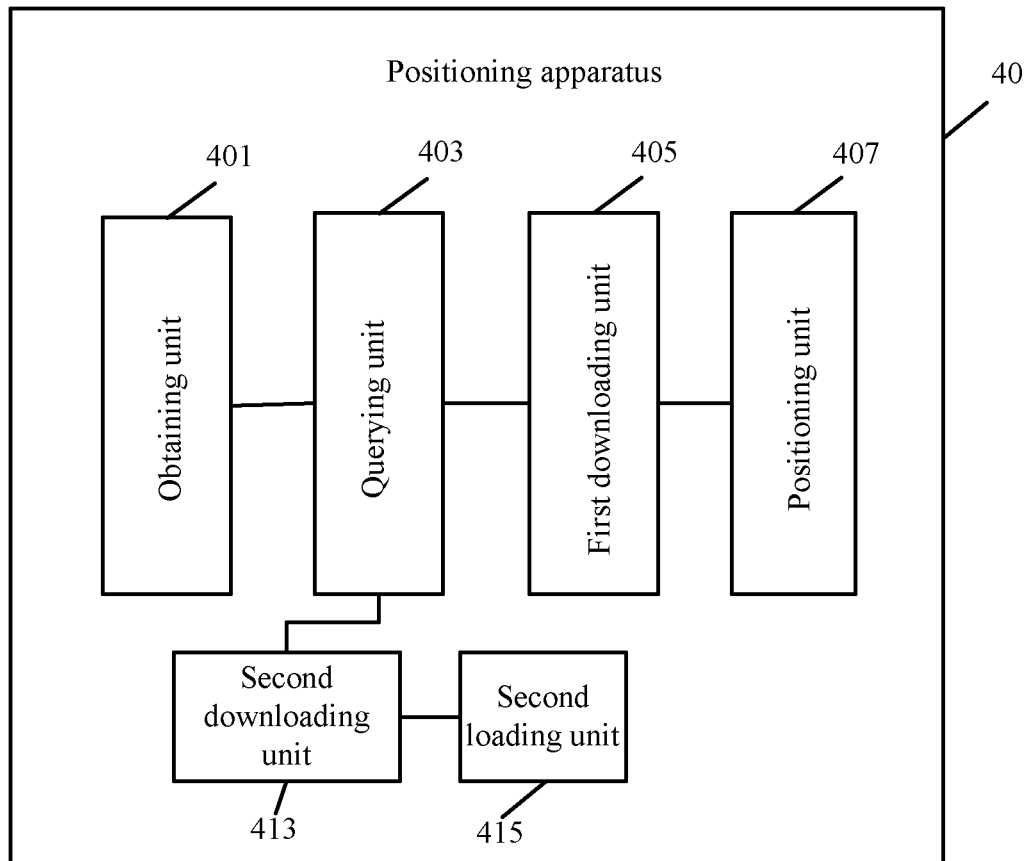 Positioning apparatus
40
401
403
405
407
Obtaining unit
Querying unit
First downloading unit
Positioning unit
Second
downloading
unit
Second
loading unit
413
415